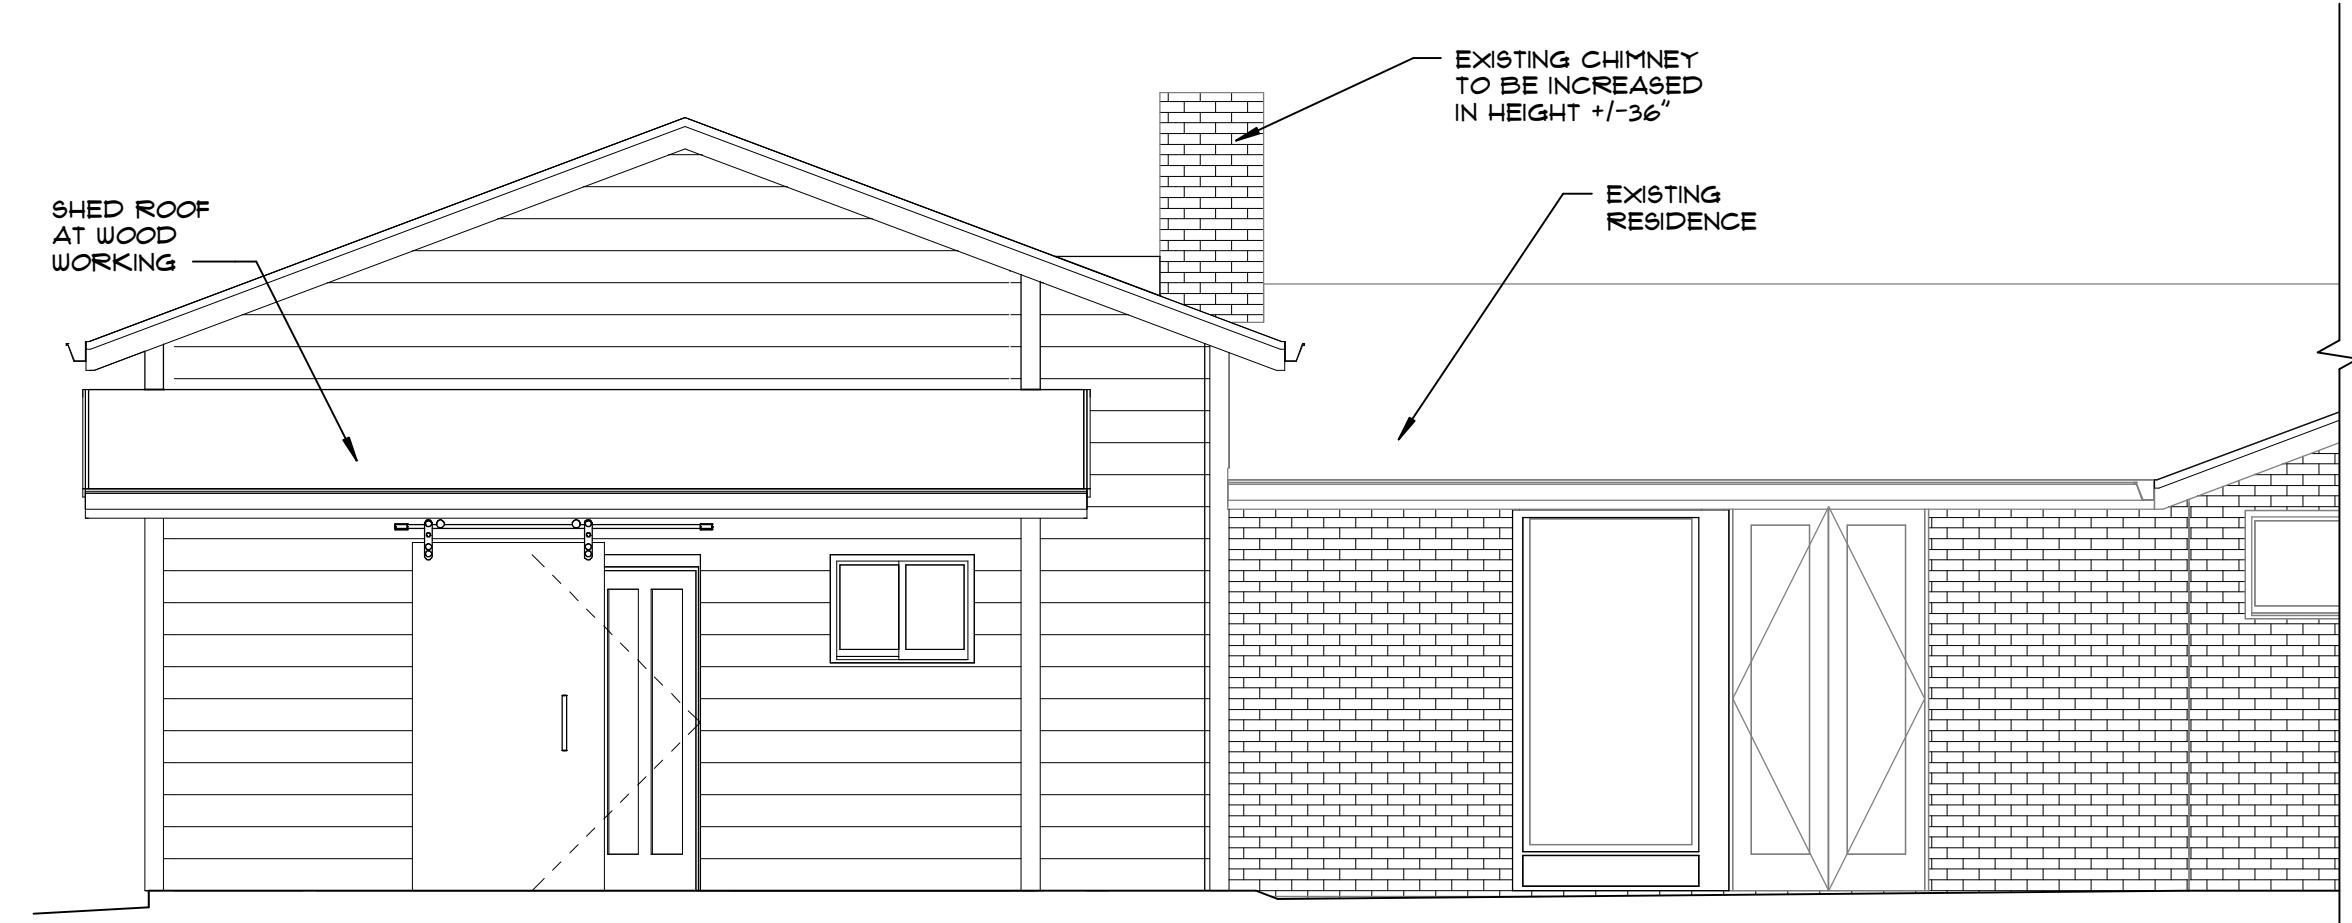 EXISTING CHIMNEY
TO BE INCREASED
IN HEIGHT +/-36"
EXISTING
RESIDENCE
SHED ROOF
AT WOOD
WORKING